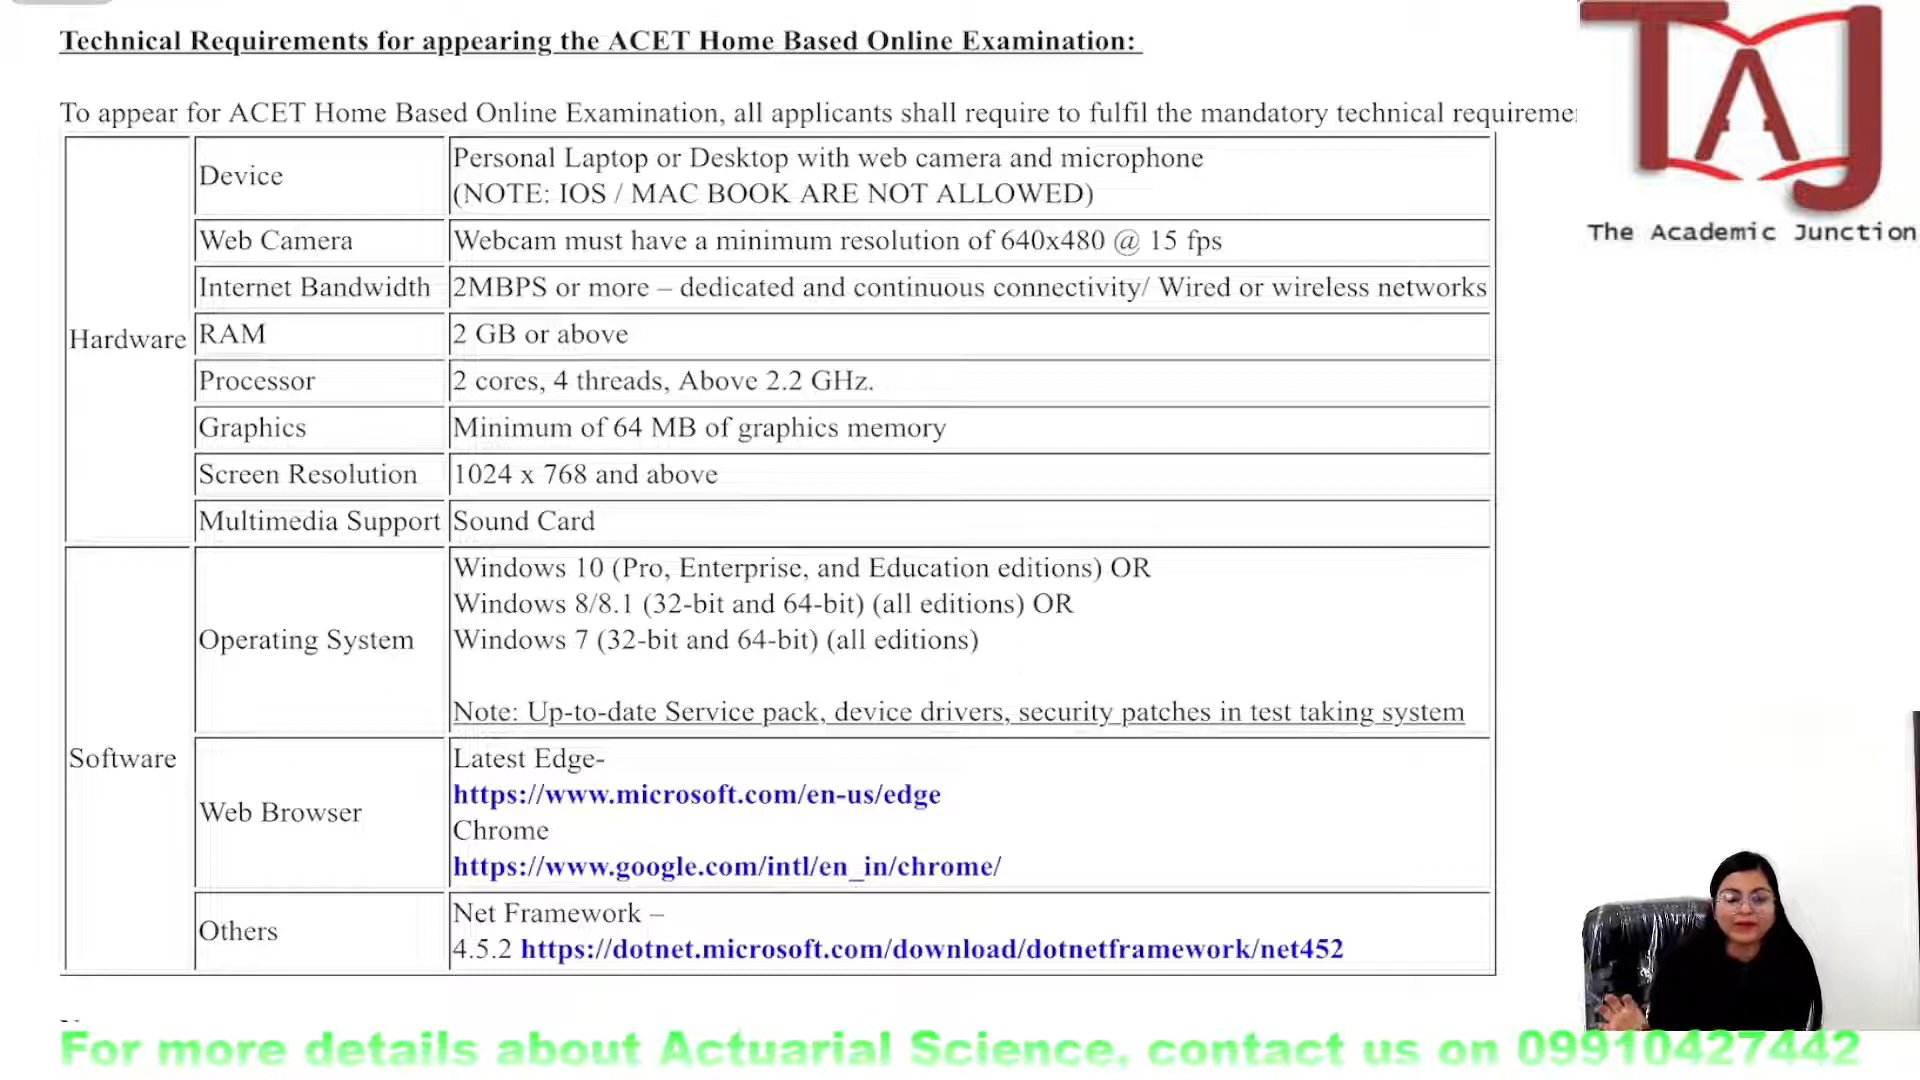 Technical Requirements for appearing the ACET Home Based Online Examination:
To appear for ACET Home Based Online Examination, all applicants shall require to fulfil the mandatory technical
Hardware
Device
Personal Laptop or Desktop with web camera and microphone
(NOTE: IOS / MAC BOOK ARE NOT ALLOWED)
Web Camera
Webcam must have a minimum resolution of 640x480 @ 15 fps
Internet Bandwidth
2MBPS or more – dedicated and continuous connectivity/ Wired or wireless networks
RAM
2 GB or above
Processor
2 cores, 4 threads, Above 2.2 GHz.
Graphics
Minimum of 64 MB of graphics memory
Screen Resolution
1024 x 768 and above
Multimedia Support
Sound Card
Software
Operating System
Windows 10 (Pro, Enterprise, and Education editions) OR
Windows 8/8.1 (32-bit and 64-bit) (all editions) OR
Windows 7 (32-bit and 64-bit) (all editions)
Note: Up-to-date Service pack, device drivers, security patches in test taking system
Web Browser
Latest Edge-
https://www.microsoft.com/en-us/edge
Chrome
https://www.google.com/intl/en_in/chrome/
Others
Net Framework –
4.5.2 https://dotnet.microsoft.com/download/dotnetframework/net452
TAJ
The Academic Junction
For more details about Actuarial Science, contact us on 09910427442